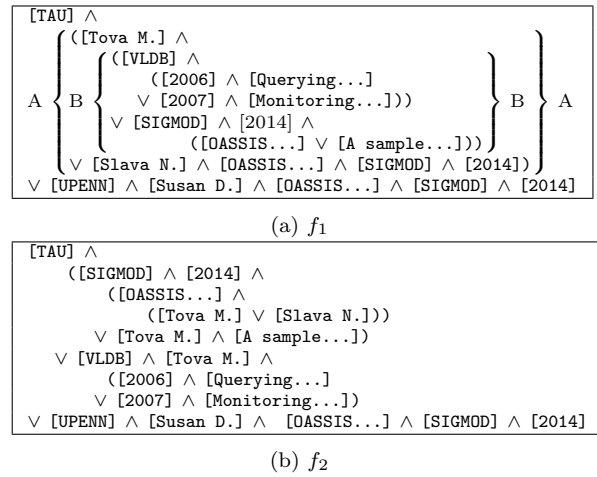 [TAU] ∧
([Tova M.] ∧
([VLDB] ∧
([2006] ∧ [Querying...]
A B ∨ [2007] ∧ [Monitoring...])) B A
∨ [SIGMOD] ∧ [2014] ∧
([OASSIS...] ∨ [A sample...]))
∨ [Slava N.] ∧ [OASSIS...] ∧ [SIGMOD] ∧ [2014])
∨ [UPENN] ∧ [Susan D.] ∧ [OASSIS...] ∧ [SIGMOD] ∧ [2014]
(a) f₁
[TAU] ∧
([SIGMOD] ∧ [2014] ∧
([OASSIS...] ∧
([Tova M.] ∨ [Slava N.]))
∨ [Tova M.] ∧ [A sample...])
∨ [VLDB] ∧ [Tova M.] ∧
([2006] ∧ [Querying...]
∨ [2007] ∧ [Monitoring...])
∨ [UPENN] ∧ [Susan D.] ∧ [OASSIS...] ∧ [SIGMOD] ∧ [2014]
(b) f₂